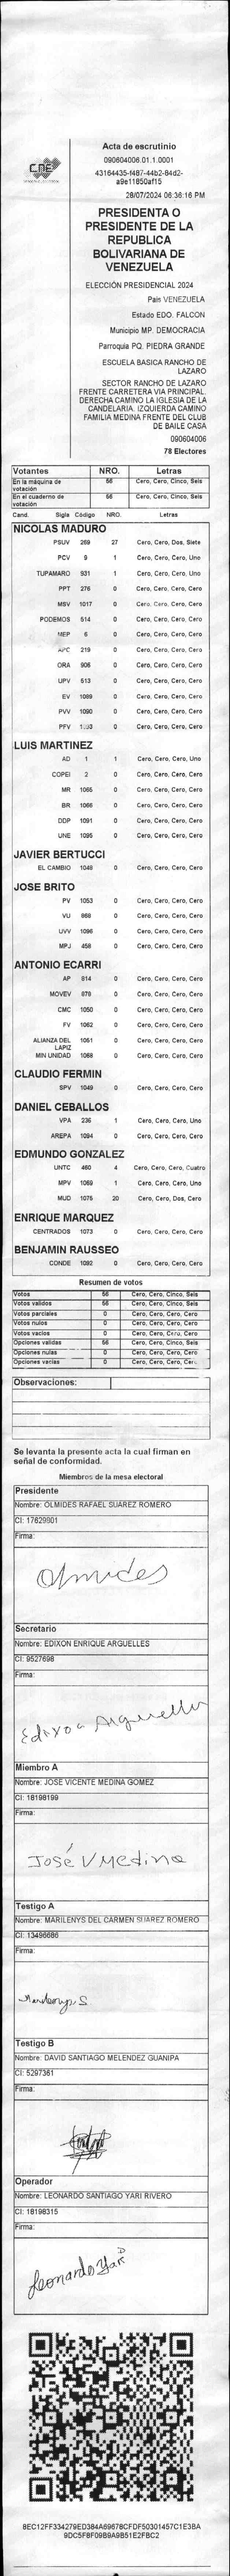 CNE
Acta de escrutinio
090604006.01.1.0001
43164435-f487-44b2-84d2-
a9e11850af15
28/07/2024 06:36:16 PM
PRESIDENTA O
PRESIDENTE DE LA
REPUBLICA
BOLIVARIANA DE
VENEZUELA
ELECCIÓN PRESIDENCIAL 2024
Pais VENEZUELA
Estado EDO. FALCON
Municipio MP. DEMOCRACIA
Parroquia PQ. PIEDRA GRANDE
ESCUELA BASICA RANCHO DE
LAZARO
SECTOR RANCHO DE LAZARO
FRENTE CARRETERA VIA PRINCIPAL.
DERECHA CAMINO LA IGLESIA DE LA
CANDELARIA. IZQUIERDA CAMINO
FAMILIA MEDINA FRENTE DEL CLUB
DE BAILE CASA
090604006
78 Electores
Votantes NRO. Letras
En la máquina de votación 56 Cero, Cero, Cinco, Seis
En el cuaderno de votación 56 Cero, Cero, Cinco, Seis
Cand. Sigla Código NRO. Letras
NICOLAS MADURO
PSUV 269 27 Cero, Cero, Dos, Siete
PCV 9 1 Cero, Cero, Cero, Uno
TUPAMARO 931 1 Cero, Cero, Cero, Uno
PPT 276 0 Cero, Cero, Cero, Cero
MSV 1017 0 Cero, Cero, Cero, Cero
PODEMOS 514 0 Cero, Cero, Cero, Cero
MEP 6 0 Cero, Cero, Cero, Cero
APC 219 0 Cero, Cero, Cero, Cero
ORA 906 0 Cero, Cero, Cero, Cero
UPV 513 0 Cero, Cero, Cero, Cero
EV 1089 0 Cero, Cero, Cero, Cero
PVV 1090 0 Cero, Cero, Cero, Cero
PFV 0 Cero, Cero, Cero, Cero
LUIS MARTINEZ
AD 1 1 Cero, Cero, Cero, Uno
COPEI 2 0 Cero, Cero, Cero, Cero
MR 1065 0 Cero, Cero, Cero, Cero
BR 1066 0 Cero, Cero, Cero, Cero
DDP 1091 0 Cero, Cero, Cero, Cero
UNE 1095 0 Cero, Cero, Cero, Cero
JAVIER BERTUCCI
EL CAMBIO 1048 0 Cero, Cero, Cero, Cero
JOSE BRITO
PV 1053 0 Cero, Cero, Cero, Cero
VU 868 0 Cero, Cero, Cero, Cero
UVV 1096 0 Cero, Cero, Cero, Cero
MPJ 458 0 Cero, Cero, Cero, Cero
ANTONIO ECARRI
AP 814 0 Cero, Cero, Cero, Cero
MOVEV 878 0 Cero, Cero, Cero, Cero
CMC 1050 0 Cero, Cero, Cero, Cero
FV 1062 0 Cero, Cero, Cero, Cero
ALIANZA DEL LAPIZ 1051 0 Cero, Cero, Cero, Cero
MIN UNIDAD 1068 0 Cero, Cero, Cero, Cero
CLAUDIO FERMIN
SPV 1049 0 Cero, Cero, Cero, Cero
DANIEL CEBALLOS
VPA 236 1 Cero, Cero, Cero, Uno
AREPA 1094 0 Cero, Cero, Cero, Cero
EDMUNDO GONZALEZ
UNTC 460 4 Cero, Cero, Cero, Cuatro
MPV 1069 1 Cero, Cero, Cero, Uno
MUD 1075 20 Cero, Cero, Dos, Cero
ENRIQUE MARQUEZ
CENTRADOS 1073 0 Cero, Cero, Cero, Cero
BENJAMIN RAUSSEO
CONDE 1092 0 Cero, Cero, Cero, Cero
Resumen de votos
Votos 56 Cero, Cero, Cinco, Seis
Votos validos 56 Cero, Cero, Cinco, Seis
Votos parciales 0 Cero, Cero, Cero, Cero
Votos nulos 0 Cero, Cero, Cero, Cero
Votos vacios 0 Cero, Cero, Cero, Cero
Opciones validas 56 Cero, Cero, Cinco, Seis
Opciones nulas 0 Cero, Cero, Cero, Cero
Opciones vacias 0 Cero, Cero, Cero, Cero
Observaciones:
Se levanta la presente acta la cual firman en
señal de conformidad.
Miembros de la mesa electoral
Presidente
Nombre: OLMIDES RAFAEL SUAREZ ROMERO
CI: 17629901
Firma:
Olmides
Secretario
Nombre: EDIXON ENRIQUE ARGUELLES
CI: 9527698
Firma:
Edixon Arguelles
Miembro A
Nombre: JOSE VICENTE MEDINA GOMEZ
CI: 18198199
Firma:
José V Medina
Testigo A
Nombre: MARILENYS DEL CARMEN SUAREZ ROMERO
CI: 13496686
Firma:
Marilenys S
Testigo B
Nombre: DAVID SANTIAGO MELENDEZ GUANIPA
CI: 5297361
Firma:
Operador
Nombre: LEONARDO SANTIAGO YARI RIVERO
CI: 18198315
Firma:
Leonardo Yari
8EC12FF334279ED384A69678CFDF50301457C1E3BA
9DC5F8F09B9A9B51E2FBC2